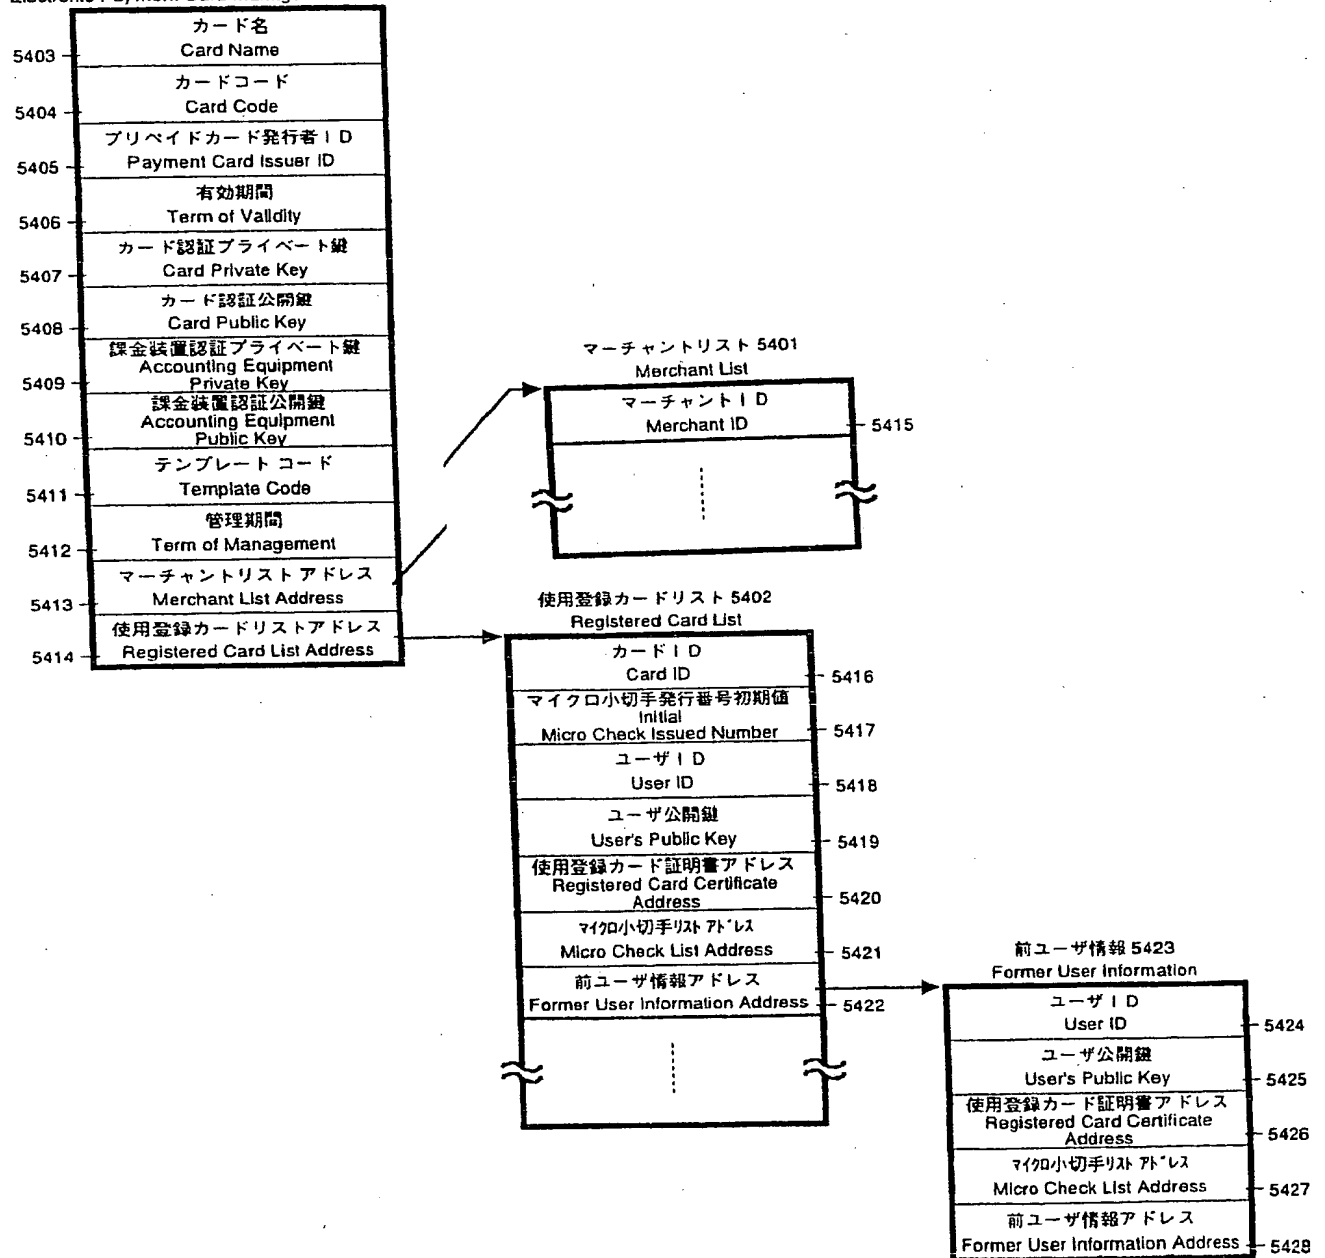 カード名
Card Name
5403
カードコード
Card Code
5404
プリペイドカード発行者ID
Payment Card Issuer ID
5405
有効期間
Term of Validity
5406
カード認証プライベート鍵
Card Private Key
5407
カード認証公開鍵
Card Public Key
5408
課金装置認証プライベート鍵
Accounting Equipment
Private Key
5409
課金装置認証公開鍵
Accounting Equipment
Public Key
5410
テンプレート コード
Template Code
5411
管理期間
Term of Management
5412
マーチャントリスト アドレス
Merchant List Address
5413
使用登録カードリストアドレス
Registered Card List Address
5414
マーチャントリスト 5401
Merchant List
マーチャントID
Merchant ID
5415
使用登録カードリスト 5402
Registered Card List
カードID
Card ID
5416
マイクロ小切手発行番号初期値
Initial
Micro Check Issued Number
5417
ユーザID
User ID
5418
ユーザ公開鍵
User's Public Key
5419
使用登録カード証明書アドレス
Registered Card Certificate
Address
5420
マイクロ小切手リスト アドレス
Micro Check List Address
5421
前ユーザ情報アドレス
Former User Information Address
5422
前ユーザ情報 5423
Former User Information
ユーザID
User ID
5424
ユーザ公開鍵
User's Public Key
5425
使用登録カード証明書アドレス
Registered Card Certificate
Address
5426
マイクロ小切手リスト アドレス
Micro Check List Address
5427
前ユーザ情報アドレス
Former User Information Address
5428